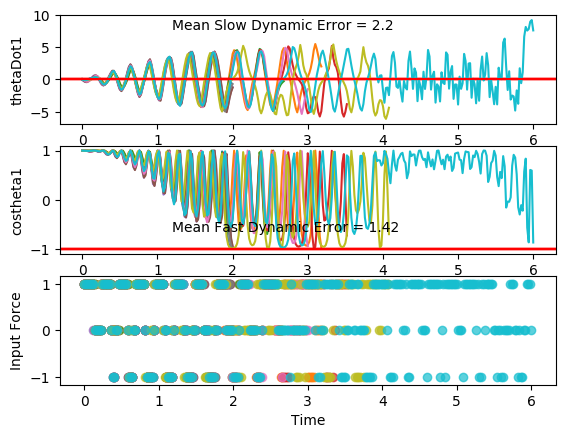 10
Mean Slow Dynamic Error = 2.2
5
0
−5
thetaDot1
0 1 2 3 4 5 6
1
0
−1
costheta1
Mean Fast Dynamic Error = 1.42
0 1 2 3 4 5 6
1
0
−1
Input Force
0 1 2 3 4 5 6
Time